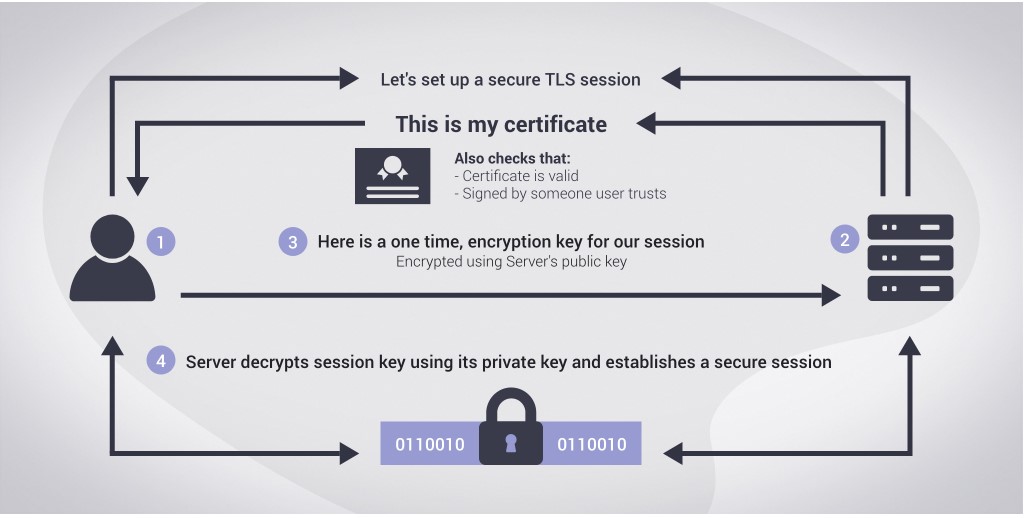 Let's set up a secure TLS session
This is my certificate
Also checks that:
- Certificate is valid
- Signed by someone user trusts
1
3 Here is a one time, encryption key for our session
2
Encrypted using Server's public key
4 Server decrypts session key using its private key and establishes a secure session
0110010 0110010